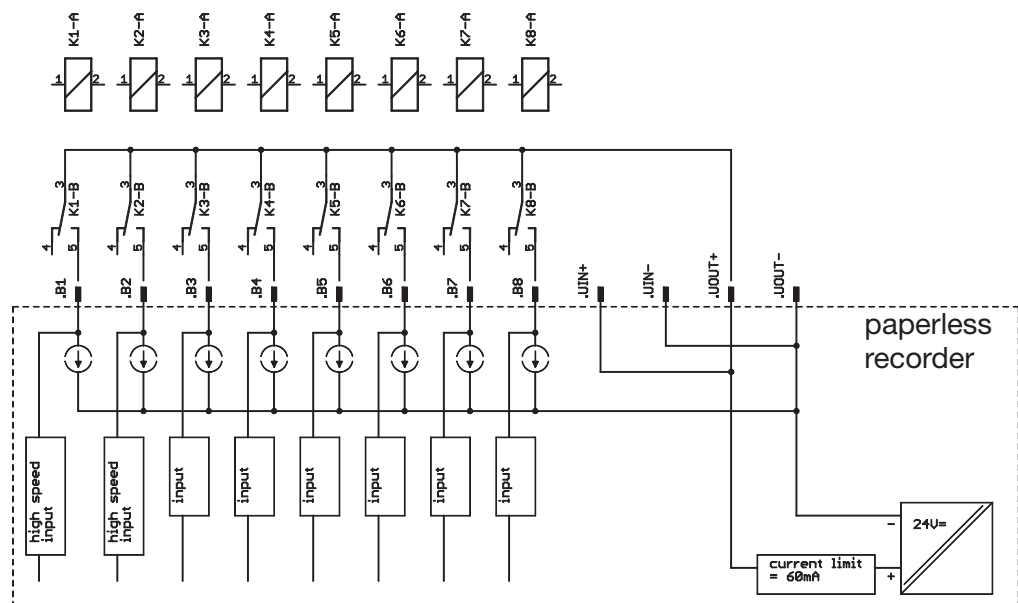 K1-A K2-A K3-A K4-A K5-A K6-A K7-A K8-A
1 2 1 2 1 2 1 2 1 2 1 2 1 2 1 2
3 3 3 3 3 3 3 3
K1-B K2-B K3-B K4-B K5-B K6-B K7-B K8-B
4 5 4 5 4 5 4 5 4 5 4 5 4 5 4 5
.B1 .B2 .B3 .B4 .B5 .B6 .B7 .B8 .UIN+ .UIN- .UOUT+ .UOUT-
paperless
recorder
high speed
input
high speed
input
input
input
input
input
input
input
24V=
-
+
current limit
= 60mA